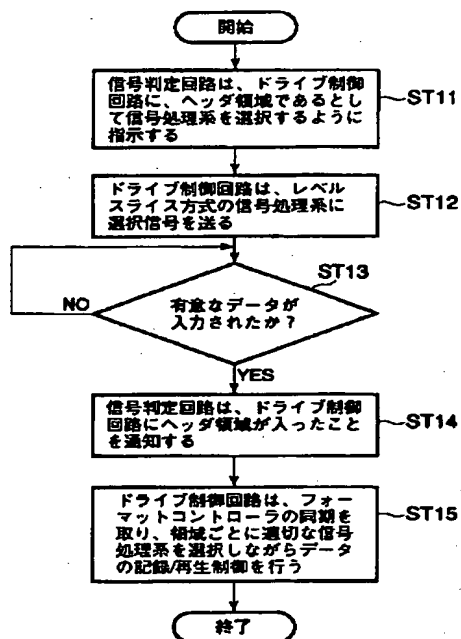 開始
信号判定回路は、ドライブ制御
回路に、ヘッダ領域であるとし
て信号処理系を選択するように
指示する
ST11
ドライブ制御回路は、レベル
スライス方式の信号処理系に
選択信号を送る
ST12
ST13
有意なデータが
入力されたか?
NO
YES
信号判定回路は、ドライブ制御
回路にヘッダ領域が入ったこと
を通知する
ST14
ドライブ制御回路は、フォー
マットコントローラの同期を
取り、領域ごとに適切な信号
処理系を選択しながらデータ
の記録/再生制御を行う
ST15
終了